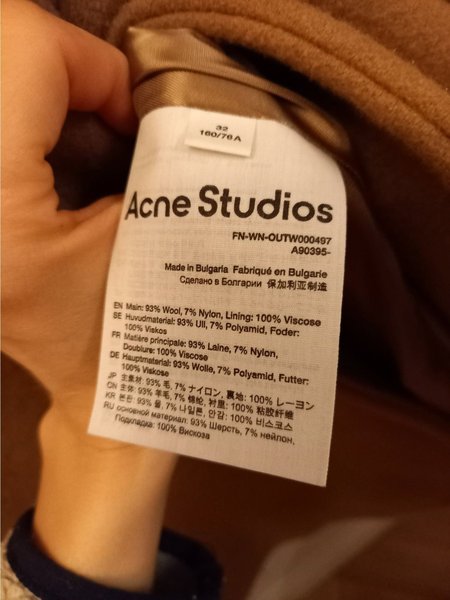 32
160/76A
Acne Studios
FN-WN-OUTW000497
A90395-
Made in Bulgaria Fabriqué en Bulgarie
Сделано в Болгарии 保加利亚制造
EN Main: 93% Wool, 7% Nylon, Lining: 100% Viscose
SE Huvudmaterial: 93% Ull, 7% Polyamid, Foder:
100% Viskos
FR Matière principale: 93% Laine, 7% Nylon,
Doublure: 100% Viscose
DE Hauptmaterial: 93% Wolle, 7% Polyamid, Futter:
100% Viskose
JP 主素材: 93% 毛, 7% ナイロン, 裏地: 100% レーヨン
CN 主体: 93% 羊毛, 7% 锦纶, 衬里: 100% 粘胶纤维
KR 본판: 93% 울, 7% 나일론, 안감: 100% 비스코스
RU основной материал: 93% Шерсть, 7% нейлон,
Подкладка: 100% Вискоза